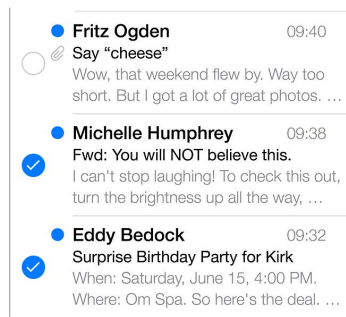 Fritz Ogden 09:40
Say “cheese”
Wow, that weekend flew by. Way too
short. But I got a lot of great photos. …
Michelle Humphrey 09:38
Fwd: You will NOT believe this.
I can't stop laughing! To check this out,
turn the brightness up all the way, …
Eddy Bedock 09:32
Surprise Birthday Party for Kirk
When: Saturday, June 15, 4:00 PM.
Where: Om Spa. So here's the deal. …